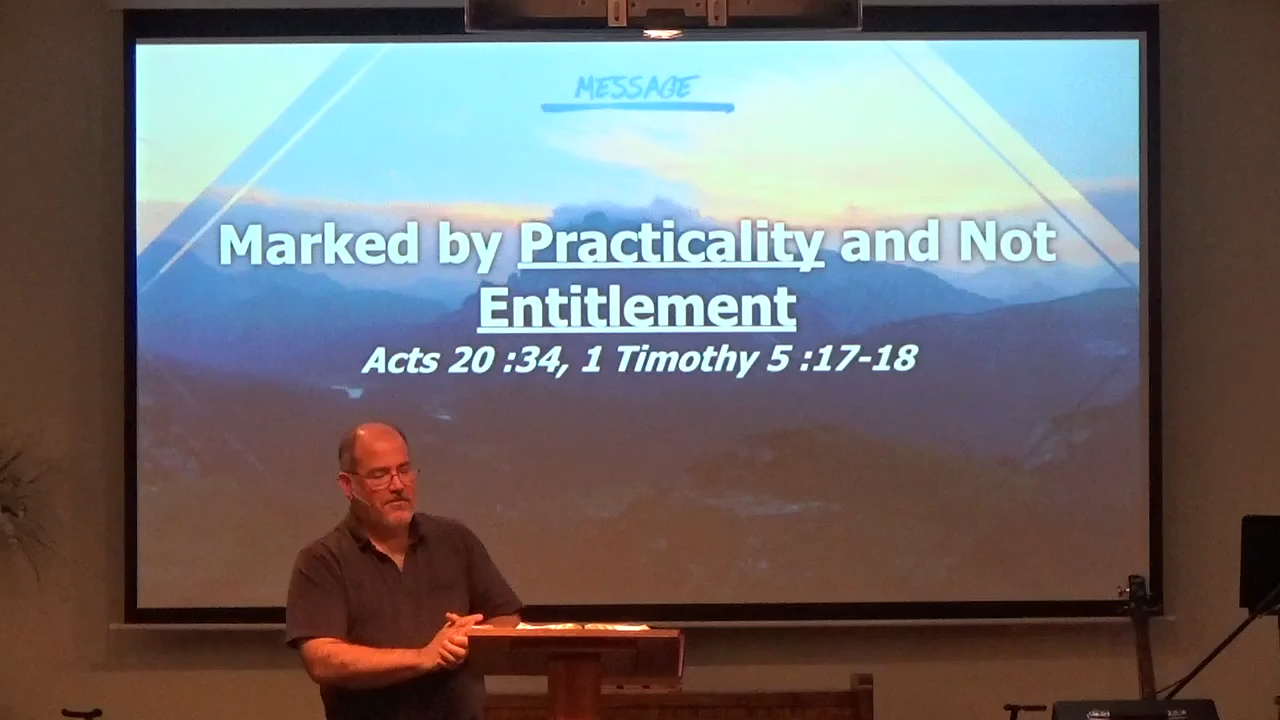 MESSAGE
Marked by Practicality and Not
Entitlement
Acts 20 :34, 1 Timothy 5 :17-18